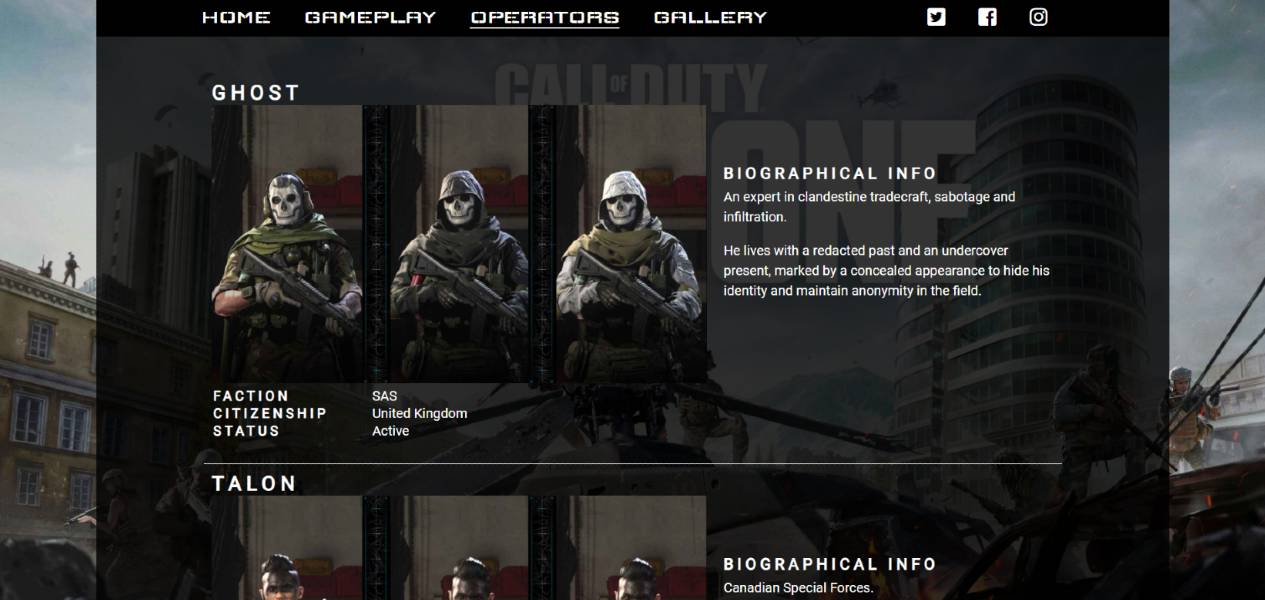 HOME GAMEPLAY OPERATORS GALLERY
CALL OF DUTY
GHOST
BIOGRAPHICAL INFO
An expert in clandestine tradecraft, sabotage and
infiltration.
He lives with a redacted past and an undercover
present, marked by a concealed appearance to hide his
identity and maintain anonymity in the field.
FACTION SAS
CITIZENSHIP United Kingdom
STATUS Active
TALON
BIOGRAPHICAL INFO
Canadian Special Forces.